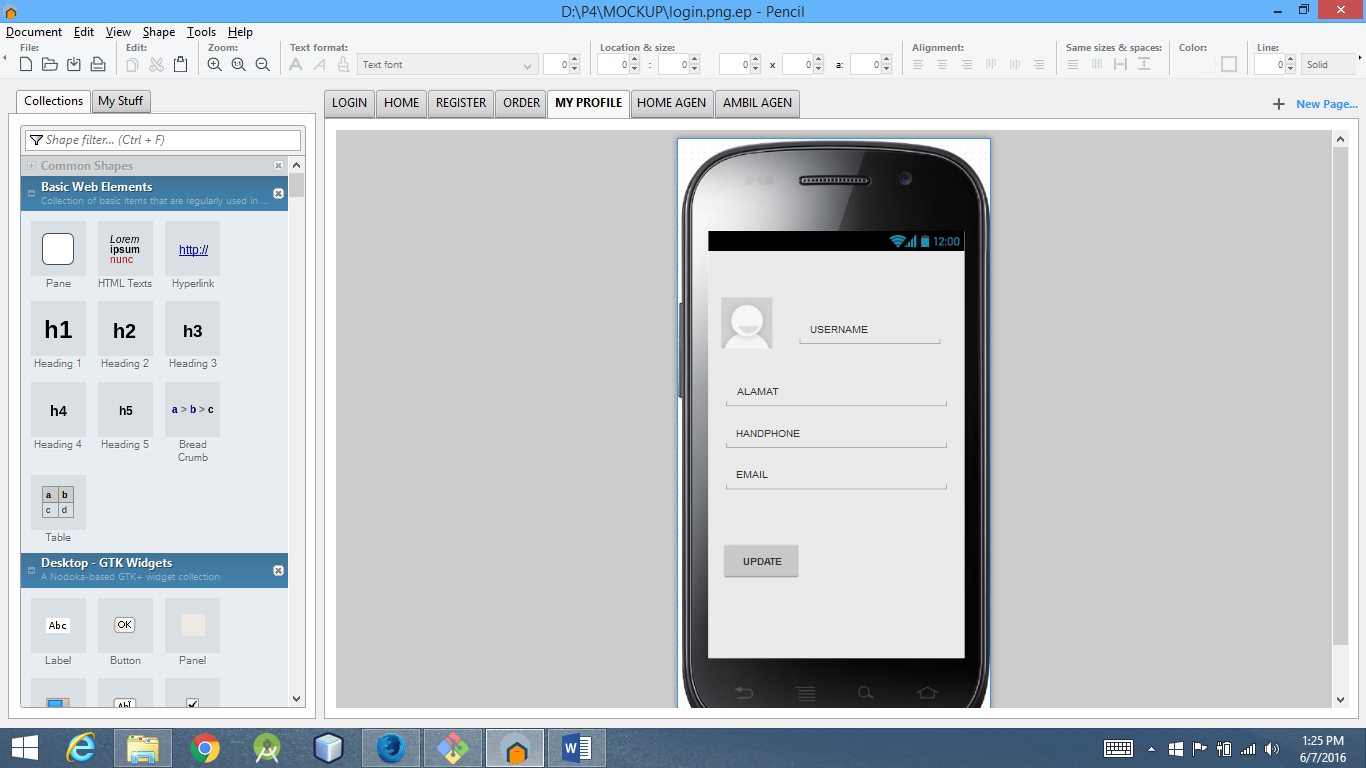 D:\P4\MOCKUP\login.png.ep - Pencil
Document Edit View Shape Tools Help
File: Edit: Zoom: Text format: Location & size: Alignment: Same sizes & spaces: Color: Line:
1:1 A A Text font 0 0 : 0 0 x 0 a: 0 0 Solid
Collections My Stuff
LOGIN HOME REGISTER ORDER MY PROFILE HOME AGEN AMBIL AGEN
New Page...
Shape filter... (Ctrl + F)
Common Shapes
Basic Web Elements
Collection of basic items that are regularly used in ...
Lorem
ipsum
nunc
http://
Pane HTML Texts Hyperlink
h1 h2 h3
Heading 1 Heading 2 Heading 3
h4 h5 a > b > c
Heading 4 Heading 5 Bread
Crumb
a b
c d
Table
Desktop - GTK Widgets
A Nodoka-based GTK+ widget collection
Abc OK
Label Button Panel
AbI
12:00
USERNAME
ALAMAT
HANDPHONE
EMAIL
UPDATE
1:25 PM
6/7/2016